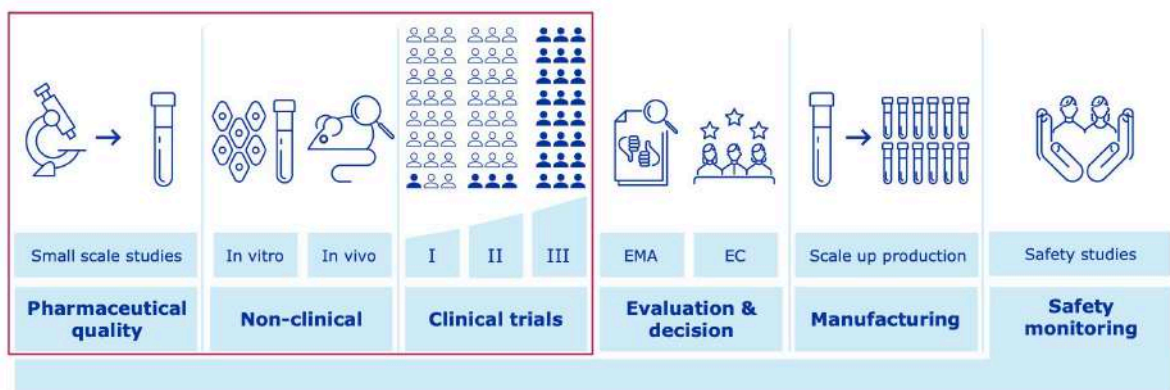 Small scale studies
In vitro
In vivo
I
II
III
EMA
EC
Scale up production
Safety studies
Pharmaceutical
quality
Non-clinical
Clinical trials
Evaluation &
decision
Manufacturing
Safety
monitoring